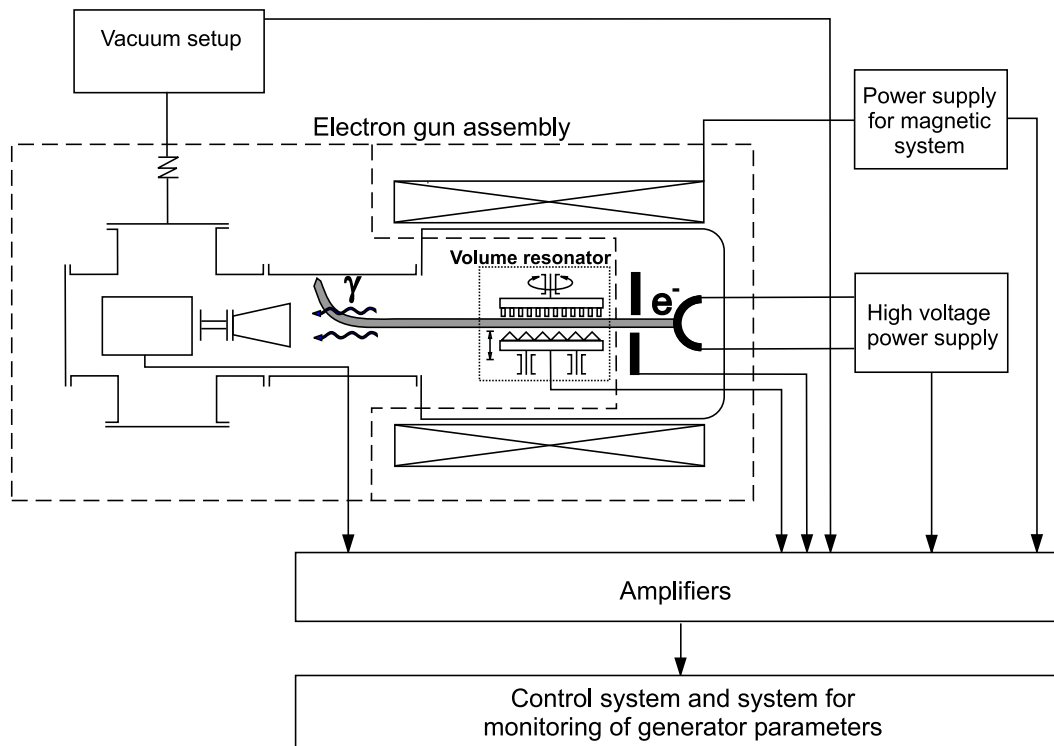 Vacuum setup
Power supply
for magnetic
system
Electron gun assembly
Volume resonator
γ
e-
High voltage
power supply
Amplifiers
Control system and system for
monitoring of generator parameters